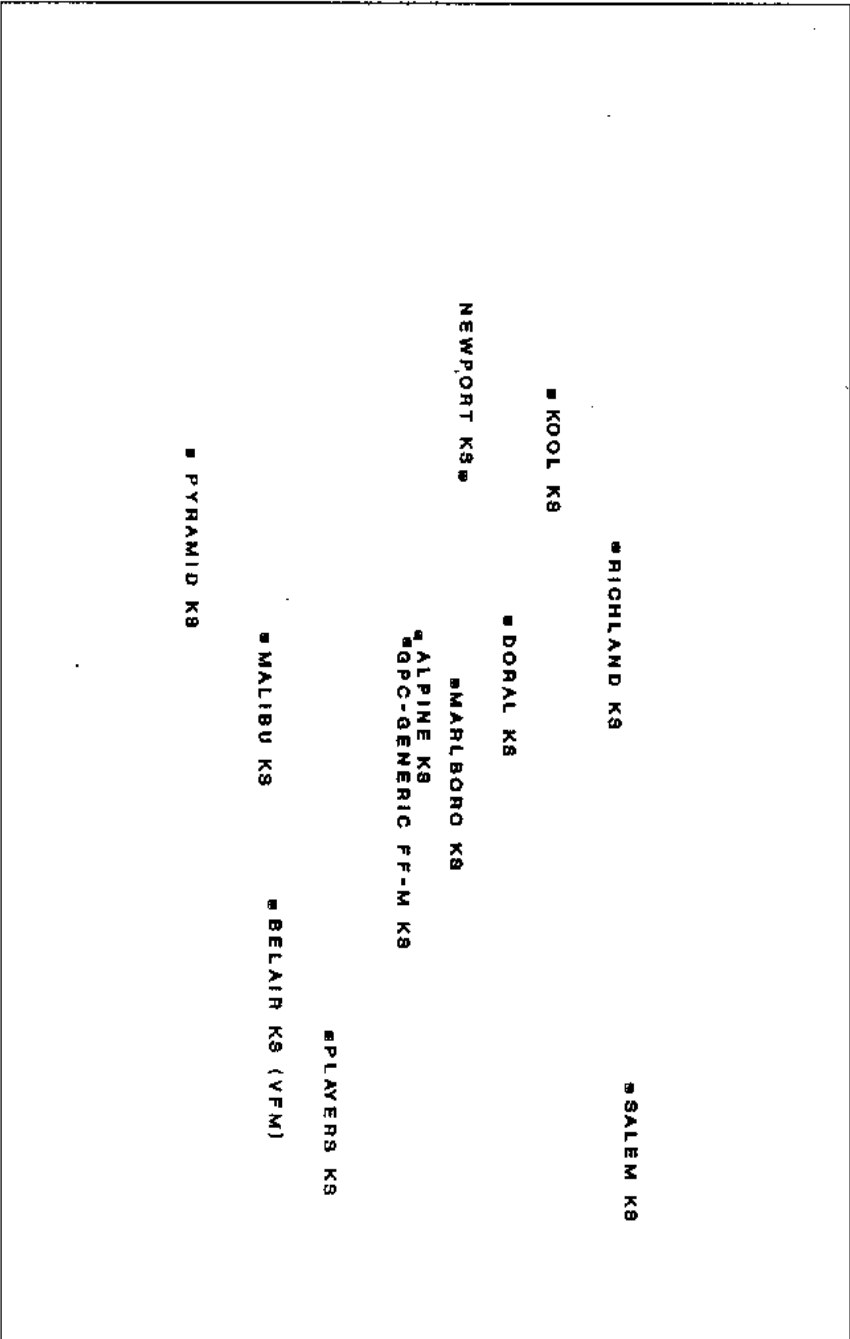 SALEM KS
RICHLAND KS
KOOL KS
DORAL KS
NEWPORT KS
MARLBORO KS
ALPINE KS
GPC-GENERIC FF-M KS
PLAYERS KS
BELAIR KS (VFM)
MALIBU KS
PYRAMID KS